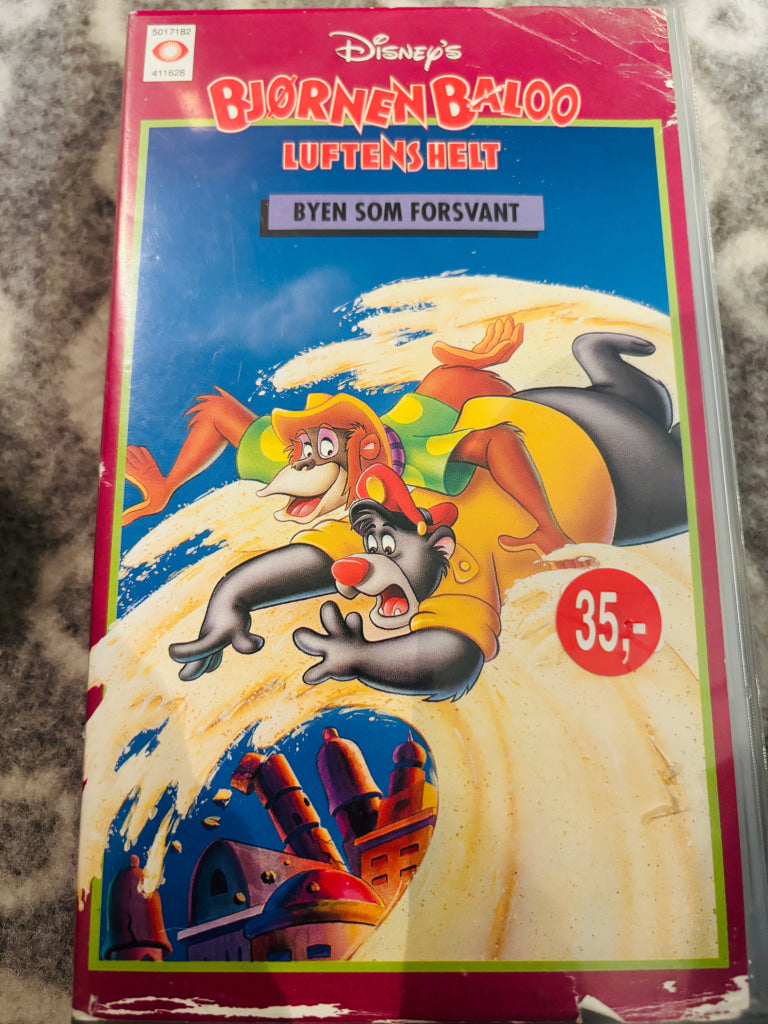 5017182
411628
Disney's
BJØRNEN BALOO
LUFTENS HELT
BYEN SOM FORSVANT
35,-